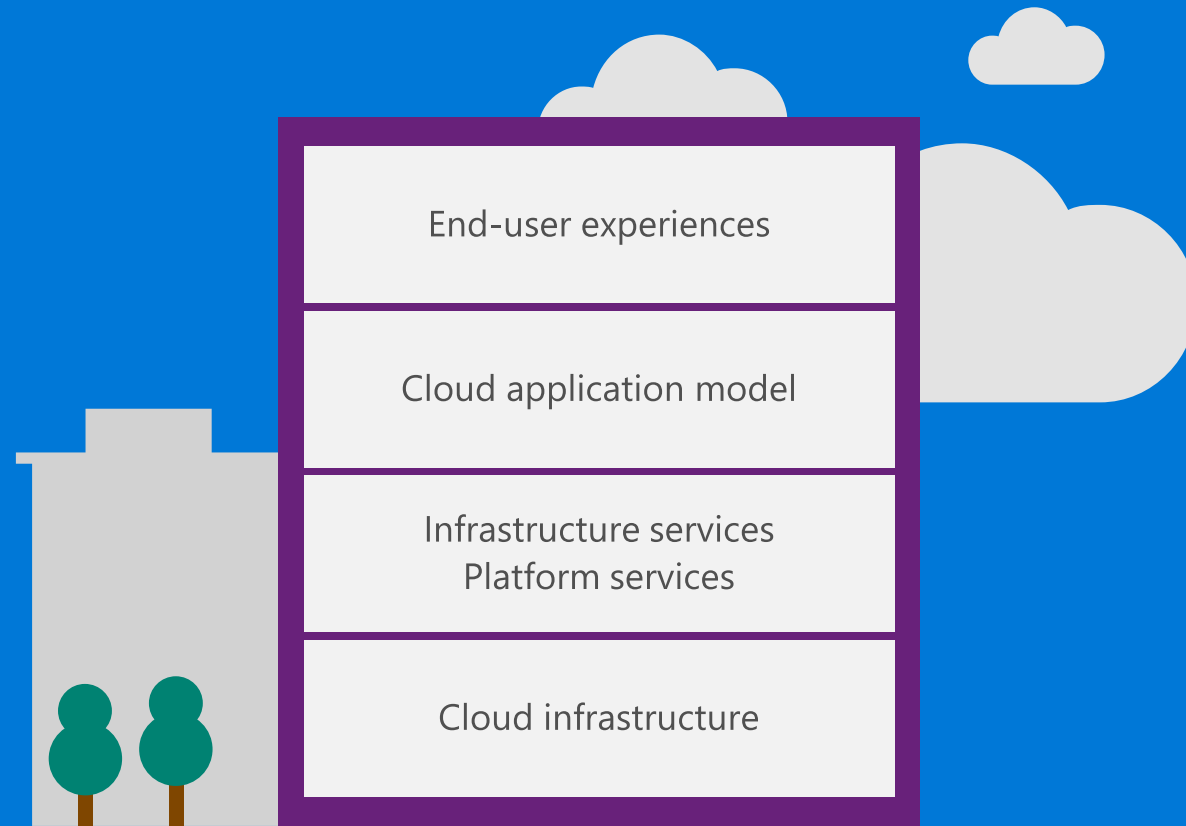 End-user experiences
Cloud application model
Infrastructure services
Platform services
Cloud infrastructure